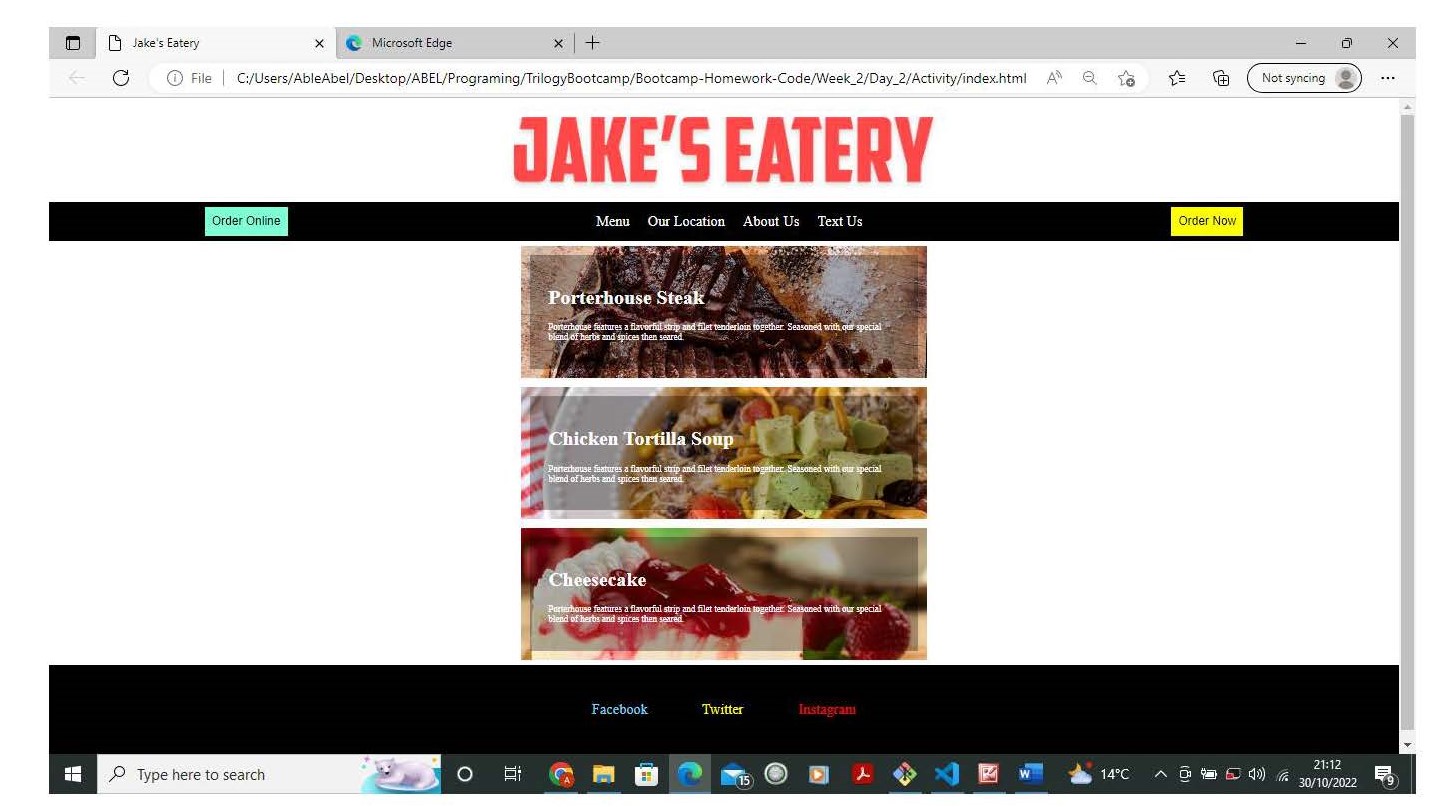 Jake's Eatery
Microsoft Edge
File
C:/Users/AbleAbel/Desktop/ABEL/Programing/TrilogyBootcamp/Bootcamp-Homework-Code/Week_2/Day_2/Activity/index.html
Not syncing
JAKE'S EATERY
Order Online
Menu
Our Location
About Us
Text Us
Order Now
Porterhouse Steak
Porterhouse features a flavorful strip and filet tenderloin together. Seasoned with our special
blend of herbs and spices then seared.
Chicken Tortilla Soup
Porterhouse features a flavorful strip and filet tenderloin together. Seasoned with our special
blend of herbs and spices then seared.
Cheesecake
Porterhouse features a flavorful strip and filet tenderloin together. Seasoned with our special
blend of herbs and spices then seared.
Facebook
Twitter
Instagram
Type here to search
15
14°C
21:12
30/10/2022
9